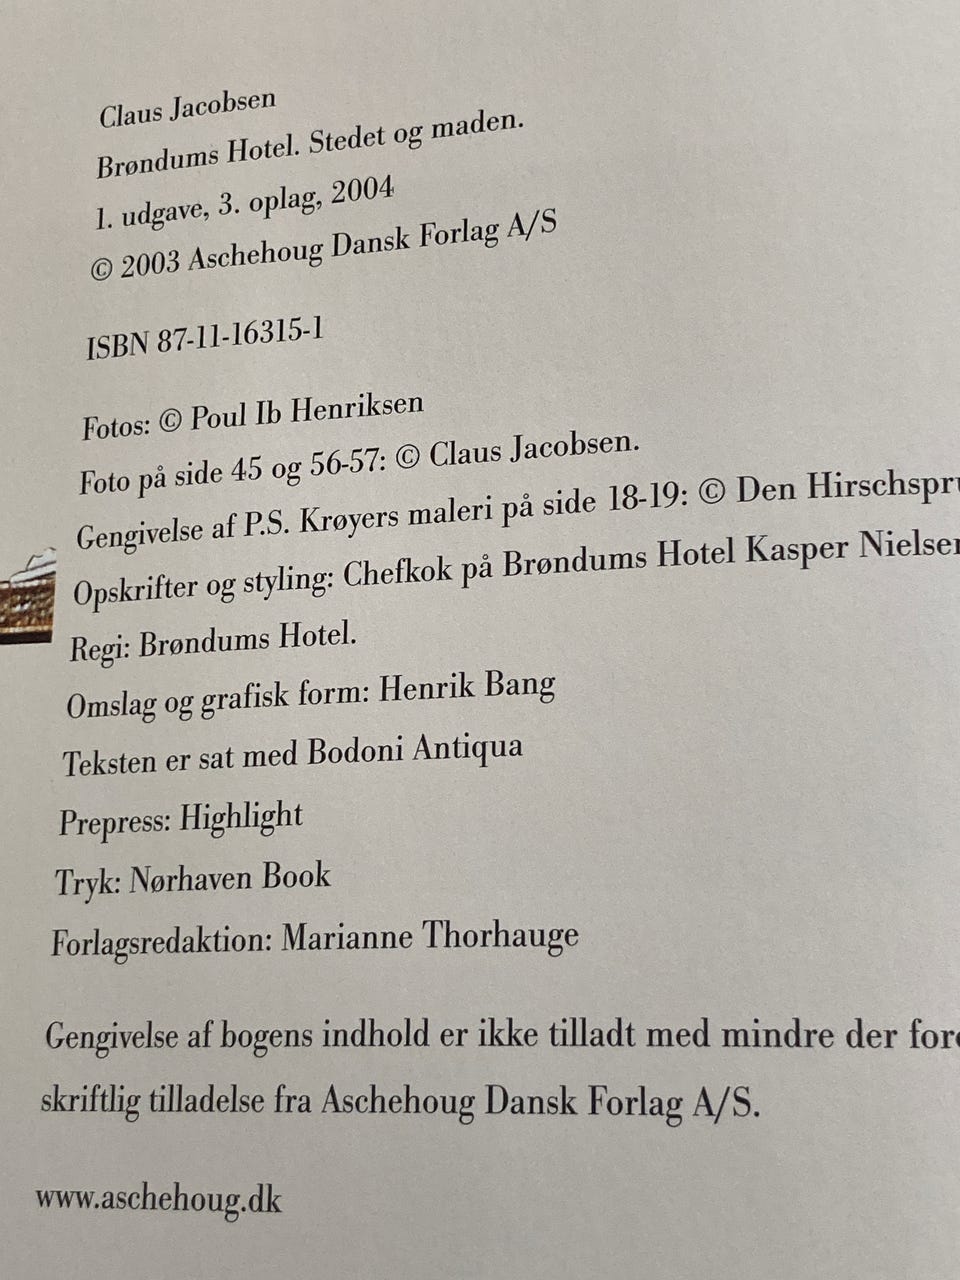 Claus Jacobsen
Brøndums Hotel. Stedet og maden.
1. udgave, 3. oplag, 2004
© 2003 Aschehoug Dansk Forlag A/S
ISBN 87-11-16315-1
Fotos: © Poul Ib Henriksen
Foto på side 45 og 56-57: © Claus Jacobsen.
Gengivelse af P.S. Krøyers maleri på side 18-19: © Den
Opskrifter og styling: Chefkok på Brøndums Hotel Kasper Nielsen
Regi: Brøndums Hotel.
Omslag og grafisk form: Henrik Bang
Teksten er sat med Bodoni Antiqua
Prepress: Highlight
Tryk: Nørhaven Book
Forlagsredaktion: Marianne Thorhauge
Gengivelse af bogens indhold er ikke tilladt med mindre der
skriftlig tilladelse fra Aschehoug Dansk Forlag A/S.
www.aschehoug.dk